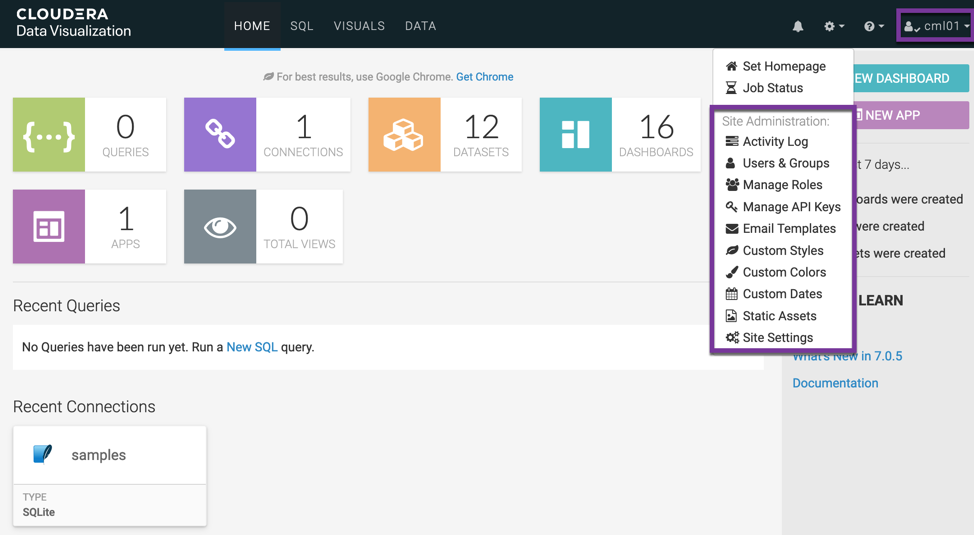 CLOUDERA
Data Visualization
HOME SQL VISUALS DATA
cml01
For best results, use Google Chrome. Get Chrome
Set Homepage
Job Status
Site Administration:
Activity Log
Users & Groups
Manage Roles
Manage API Keys
Email Templates
Custom Styles
Custom Colors
Custom Dates
Static Assets
Site Settings
0
QUERIES
1
CONNECTIONS
12
DATASETS
16
DASHBOARDS
1
APPS
0
TOTAL VIEWS
EW DASHBOARD
NEW APP
t 7 days...
oards were created
were created
ets were created
LEARN
What's New in 7.0.5
Documentation
Recent Queries
No Queries have been run yet. Run a New SQL query.
Recent Connections
samples
TYPE
SQLite